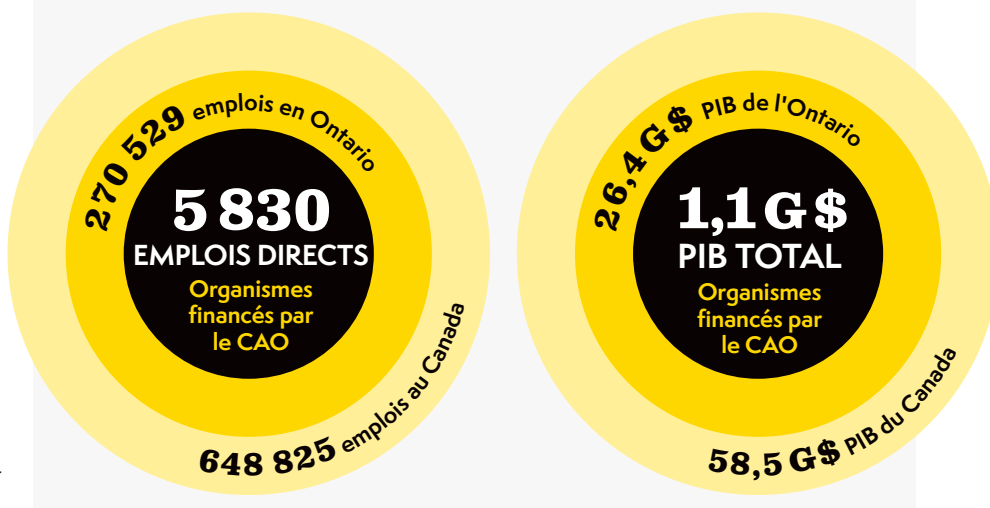 270 529 emplois en Ontario
5 830
EMPLOIS DIRECTS
Organismes
financés par
le CAO
648 825 emplois au Canada
26,4 G$ PIB de l'Ontario
1,1 G $
PIB TOTAL
Organismes
financés par
le CAO
58,5 G$ PIB du Canada